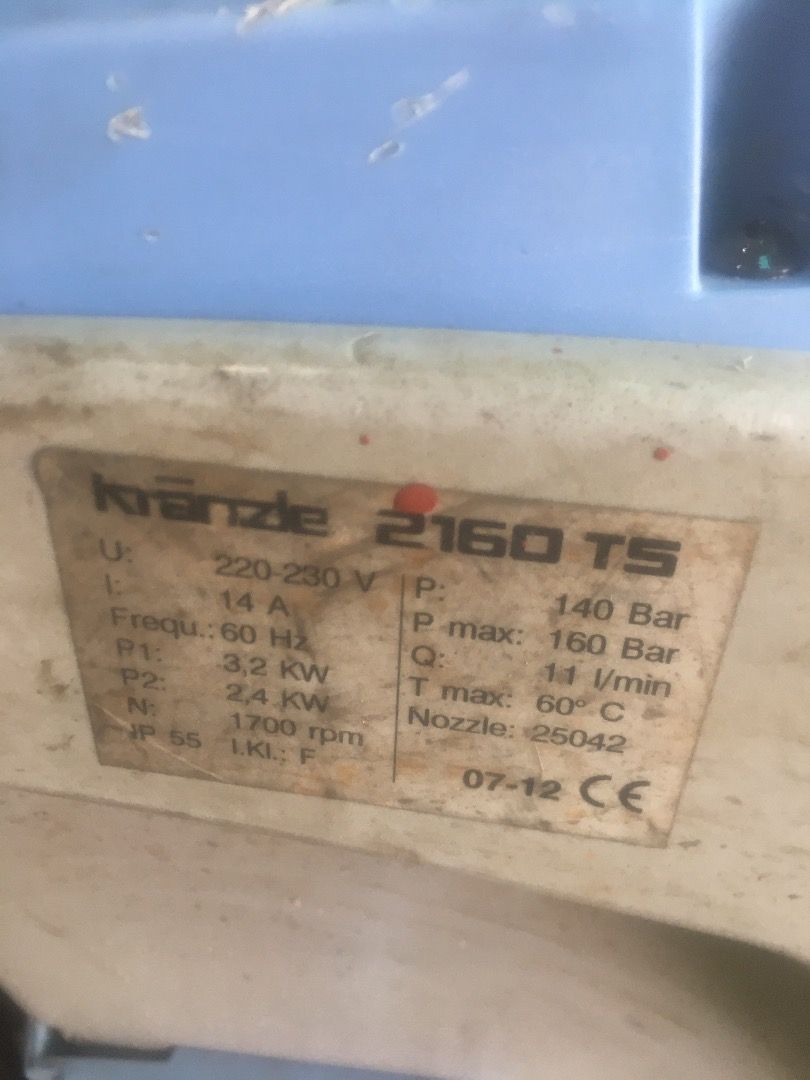 Kränzle 2160 TS
U: 220-230 V
I: 14 A
Frequ.: 60 Hz
P1: 3,2 KW
P2: 2,4 KW
N: 1700 rpm
IP 55 I.Kl.: F
P: 140 Bar
P max: 160 Bar
Q: 11 l/min
T max: 60° C
Nozzle: 25042
07-12 CE